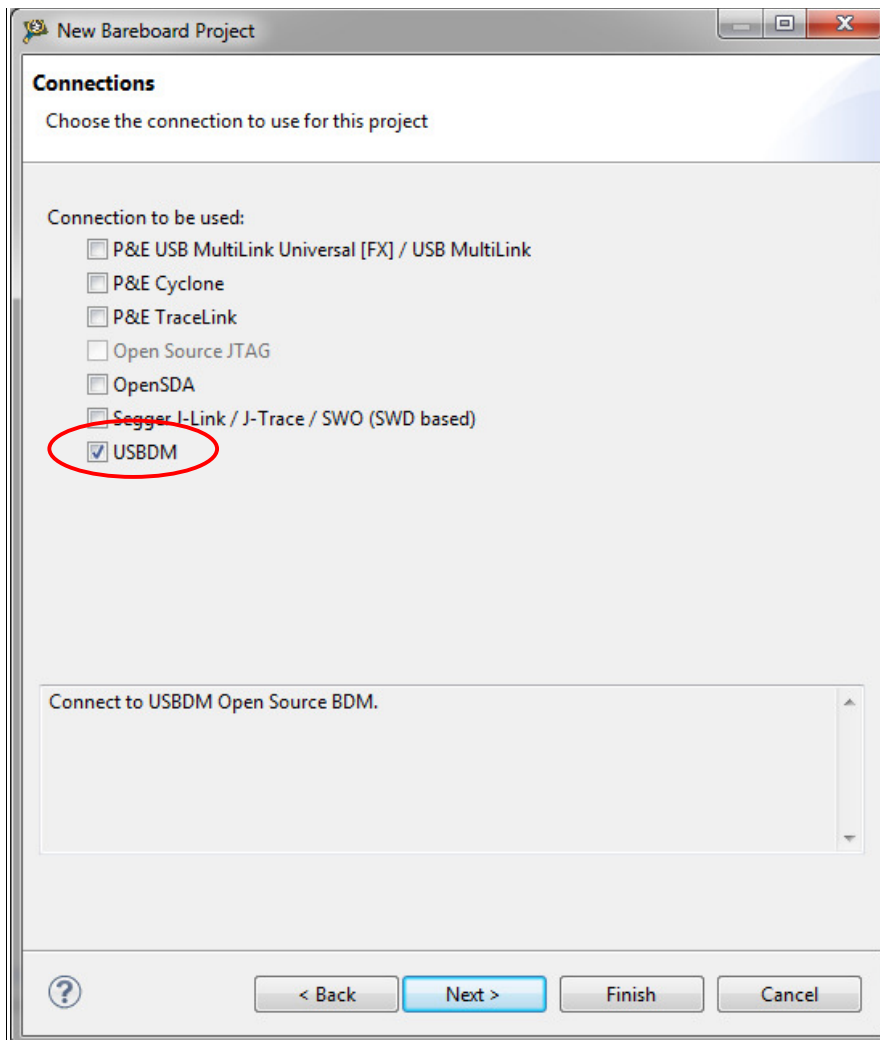 New Bareboard Project
Connections
Choose the connection to use for this project
Connection to be used:
P&E USB MultiLink Universal [FX] / USB MultiLink
P&E Cyclone
P&E TraceLink
Open Source JTAG
OpenSDA
Segger J-Link / J-Trace / SWO (SWD based)
USBDM
Connect to USBDM Open Source BDM.
? < Back Next > Finish Cancel